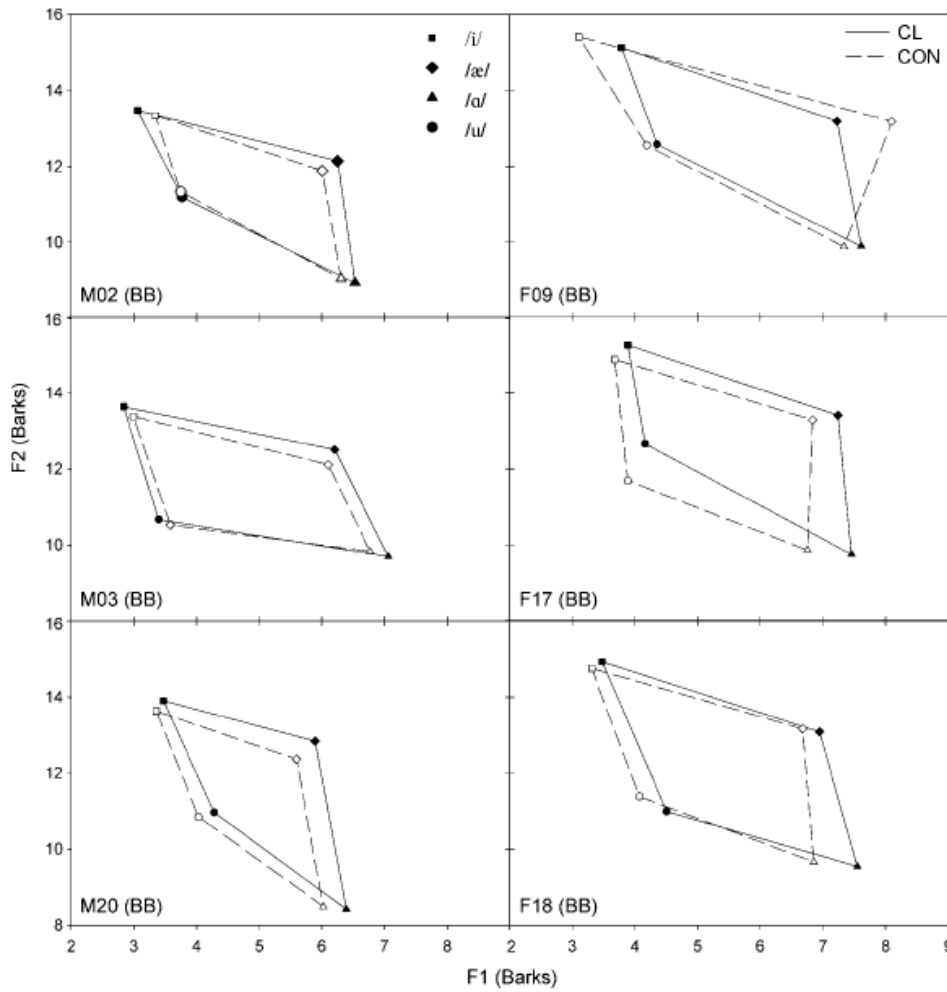 16
14
12
10
/i/
/æ/
/ɑ/
/u/
M02 (BB)
CL
CON
F09 (BB)
F2 (Barks)
16
14
12
10
M03 (BB)
F17 (BB)
16
14
12
10
8
M20 (BB)
F18 (BB)
2 3 4 5 6 7 8 2 3 4 5 6 7 8 9
F1 (Barks)